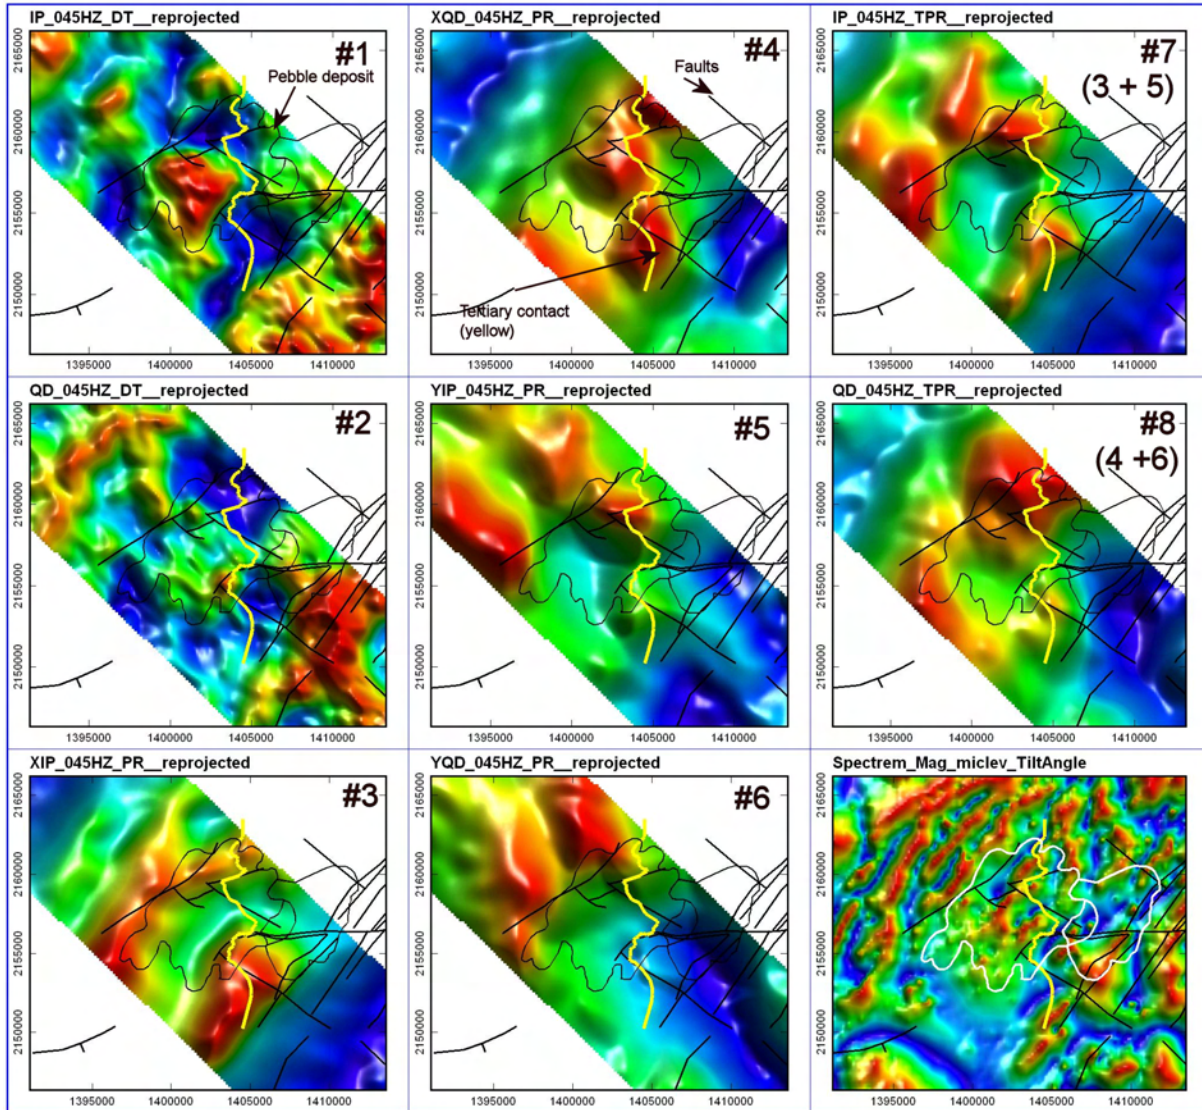 IP_045HZ_DT__reprojected
#1
Pebble deposit
2165000
2160000
2155000
2150000
1395000 1400000 1405000 1410000
XQD_045HZ_PR__reprojected
#4
Faults
Tertiary contact
(yellow)
2165000
2160000
2155000
2150000
1395000 1400000 1405000 1410000
IP_045HZ_TPR__reprojected
#7
(3 + 5)
2165000
2160000
2155000
2150000
1395000 1400000 1405000 1410000
QD_045HZ_DT__reprojected
#2
2165000
2160000
2155000
2150000
1395000 1400000 1405000 1410000
YIP_045HZ_PR__reprojected
#5
2165000
2160000
2155000
2150000
1395000 1400000 1405000 1410000
QD_045HZ_TPR__reprojected
#8
(4 +6)
2165000
2160000
2155000
2150000
1395000 1400000 1405000 1410000
XIP_045HZ_PR__reprojected
#3
2165000
2160000
2155000
2150000
1395000 1400000 1405000 1410000
YQD_045HZ_PR__reprojected
#6
2165000
2160000
2155000
2150000
1395000 1400000 1405000 1410000
Spectrem_Mag_miclev_TiltAngle
2165000
2160000
2155000
2150000
1395000 1400000 1405000 1410000